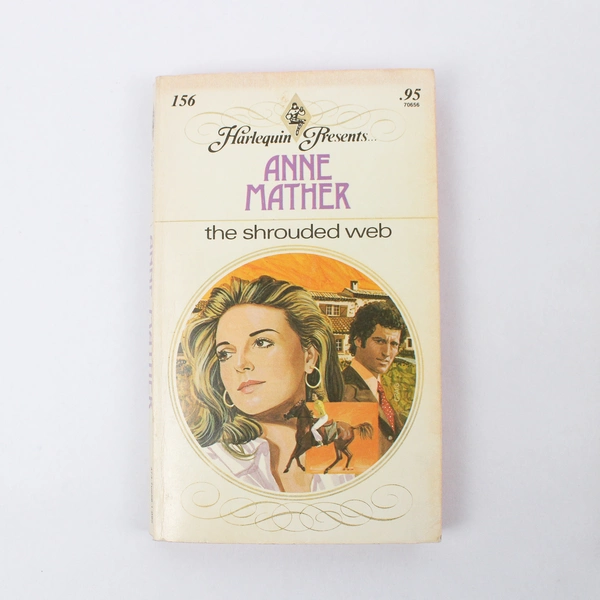 156
.95
70656
Harlequin Presents...
ANNE
MATHER
the shrouded web